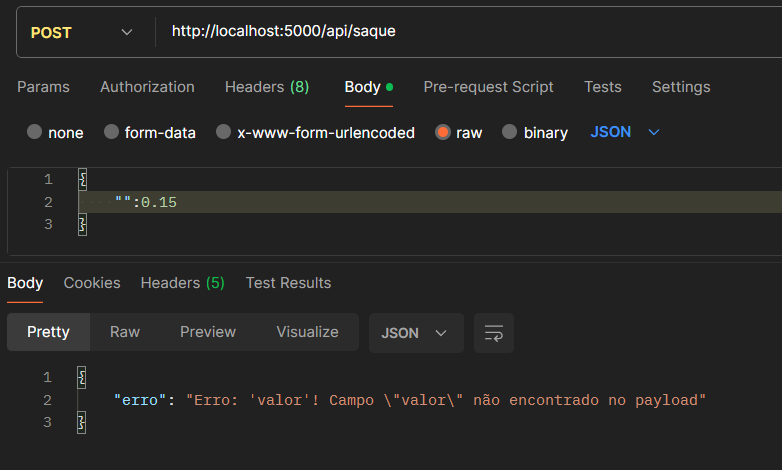 POST http://localhost:5000/api/saque
Params Authorization Headers (8) Body Pre-request Script Tests Settings
none form-data x-www-form-urlencoded raw binary JSON
1 {
2 "":0.15
3 }
Body Cookies Headers (5) Test Results
Pretty Raw Preview Visualize JSON
1 {
2 "erro": "Erro: 'valor'! Campo \"valor\" não encontrado no payload"
3 }